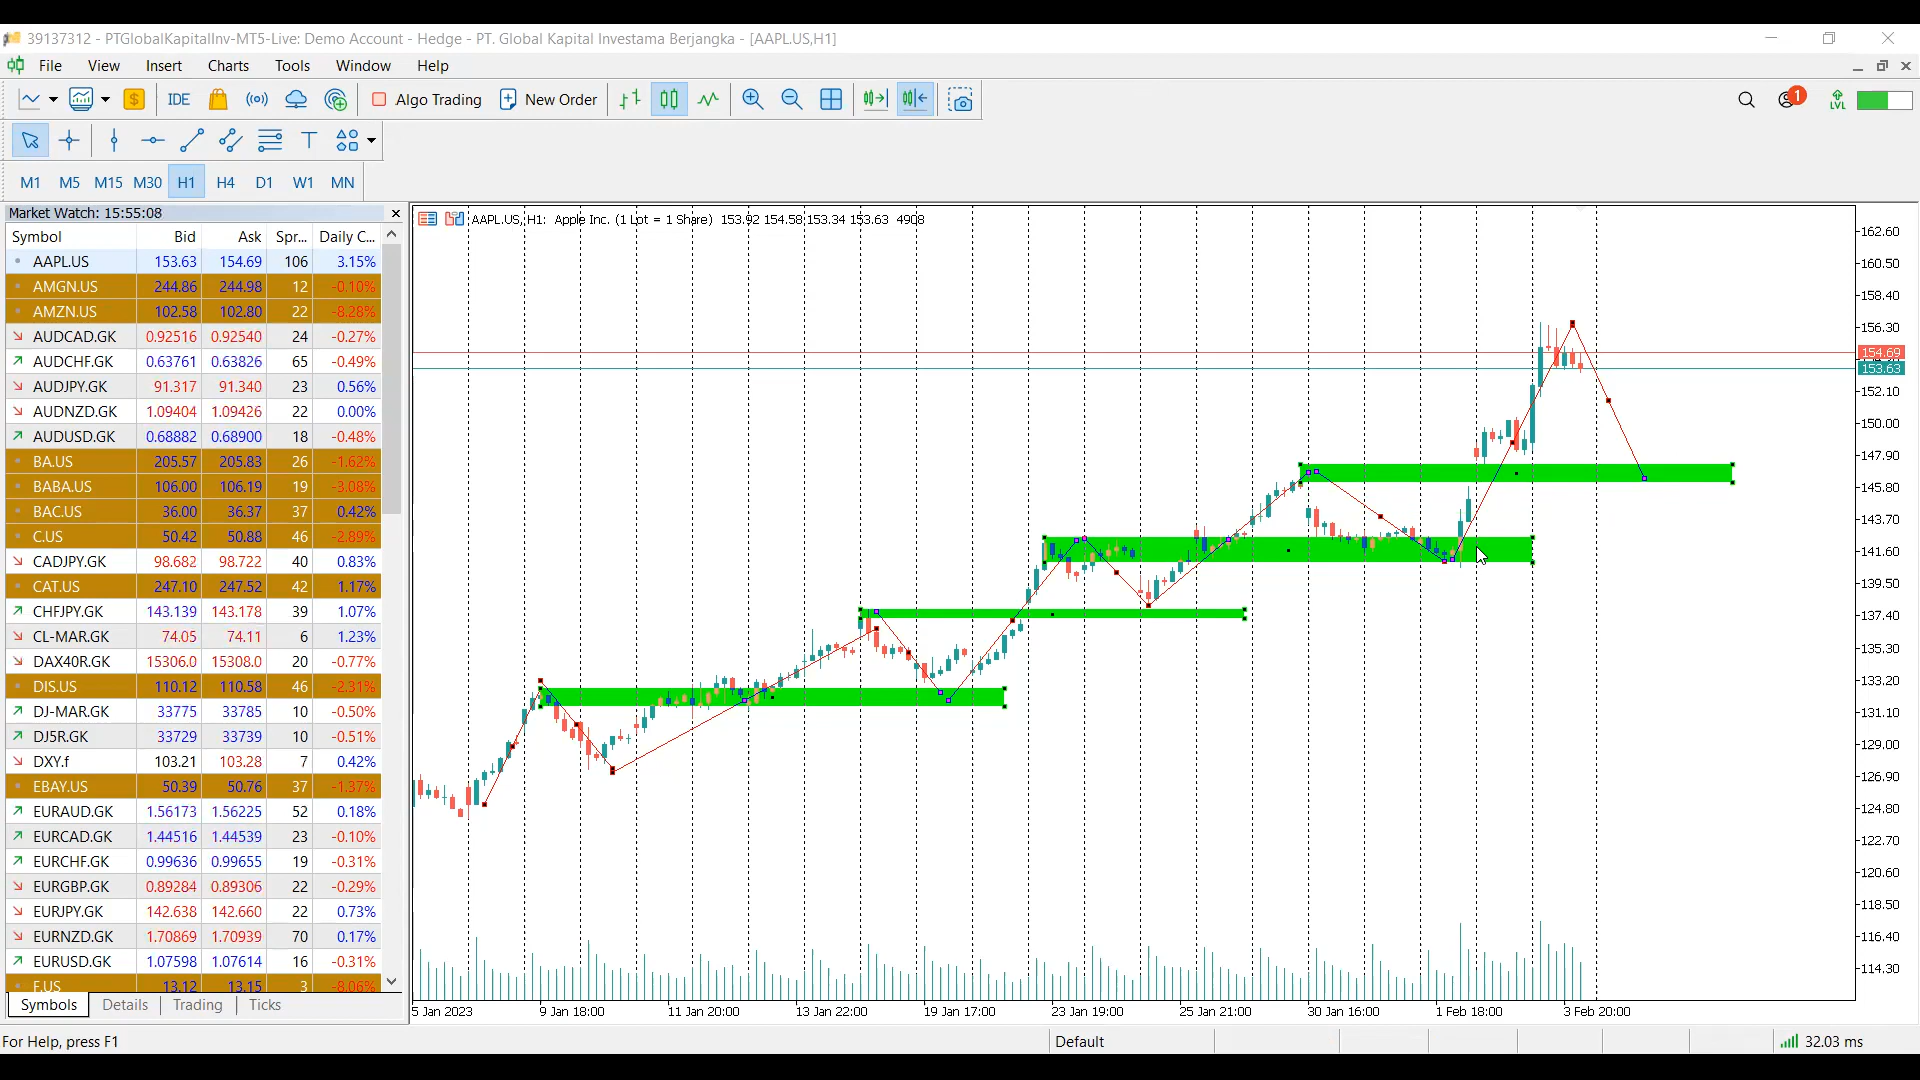 39137312 - PTGlobalKapitalInv-MT5-Live: Demo Account - Hedge - PT. Global Kapital Investama Berjangka - [AAPL.US,H1]
File View Insert Charts Tools Window Help
IDE Algo Trading New Order 1 LVL
M1 M5 M15 M30 H1 H4 D1 W1 MN
Market Watch: 15:55:08
Symbol Bid Ask Spr... Daily C...
AAPL.US 153.63 154.69 106 3.15%
AMGN.US 244.86 244.98 12 -0.10%
AMZN.US 102.58 102.80 22 -8.28%
AUDCAD.GK 0.92516 0.92540 24 -0.27%
AUDCHF.GK 0.63761 0.63826 65 -0.49%
AUDJPY.GK 91.317 91.340 23 0.56%
AUDNZD.GK 1.09404 1.09426 22 0.00%
AUDUSD.GK 0.68882 0.68900 18 -0.48%
BA.US 205.57 205.83 26 -1.62%
BABA.US 106.00 106.19 19 -3.08%
BAC.US 36.00 36.37 37 0.42%
C.US 50.42 50.88 46 -2.89%
CADJPY.GK 98.682 98.722 40 0.83%
CAT.US 247.10 247.52 42 1.17%
CHFJPY.GK 143.139 143.178 39 1.07%
CL-MAR.GK 74.05 74.11 6 1.23%
DAX40R.GK 15306.0 15308.0 20 -0.77%
DIS.US 110.12 110.58 46 -2.31%
DJ-MAR.GK 33775 33785 10 -0.50%
DJ5R.GK 33729 33739 10 -0.51%
DXY.f 103.21 103.28 7 0.42%
EBAY.US 50.39 50.76 37 -1.37%
EURAUD.GK 1.56173 1.56225 52 0.18%
EURCAD.GK 1.44516 1.44539 23 -0.10%
EURCHF.GK 0.99636 0.99655 19 -0.31%
EURGBP.GK 0.89284 0.89306 22 -0.29%
EURJPY.GK 142.638 142.660 22 0.73%
EURNZD.GK 1.70869 1.70939 70 0.17%
EURUSD.GK 1.07598 1.07614 16 -0.31%
F.US 13.12 13.15 3 -8.06%
Symbols Details Trading Ticks
AAPL.US, H1: Apple Inc. (1 Lot = 1 Share) 153.92 154.58 153.34 153.63 4908
162.60
160.50
158.40
156.30
154.69
153.63
152.10
150.00
147.90
145.80
143.70
141.60
139.50
137.40
135.30
133.20
131.10
129.00
126.90
124.80
122.70
120.60
118.50
116.40
114.30
5 Jan 2023 9 Jan 18:00 11 Jan 20:00 13 Jan 22:00 19 Jan 17:00 23 Jan 19:00 25 Jan 21:00 30 Jan 16:00 1 Feb 18:00 3 Feb 20:00
For Help, press F1 Default 32.03 ms